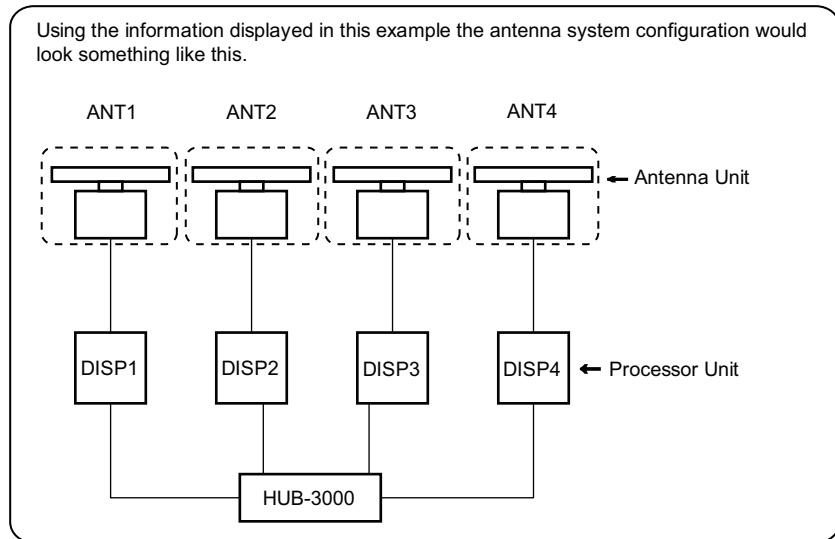 Using the information displayed in this example the antenna system configuration would
look something like this.
ANT1 ANT2 ANT3 ANT4
Antenna Unit
DISP1 DISP2 DISP3 DISP4 Processor Unit
HUB-3000